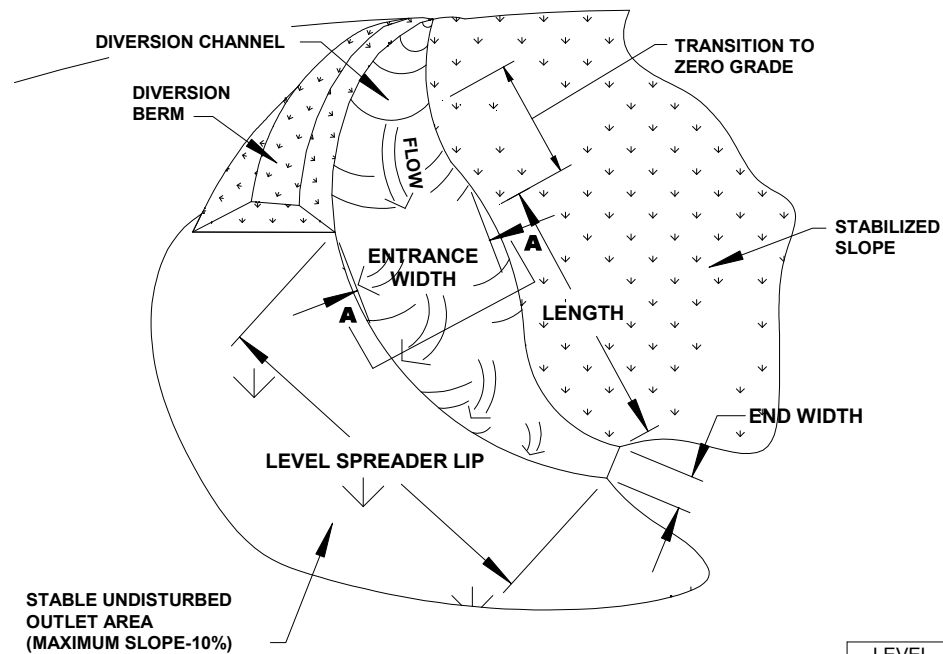 DIVERSION CHANNEL
TRANSITION TO
ZERO GRADE
DIVERSION
BERM
FLOW
STABILIZED
SLOPE
ENTRANCE
WIDTH
A
A
LENGTH
END WIDTH
LEVEL SPREADER LIP
STABLE UNDISTURBED
OUTLET AREA
(MAXIMUM SLOPE-10%)
LEVEL